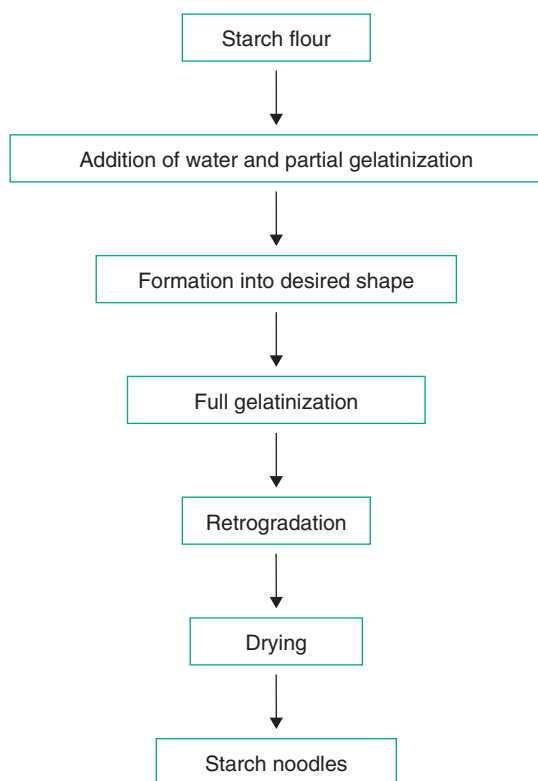 Starch flour
Addition of water and partial gelatinization
Formation into desired shape
Full gelatinization
Retrogradation
Drying
Starch noodles